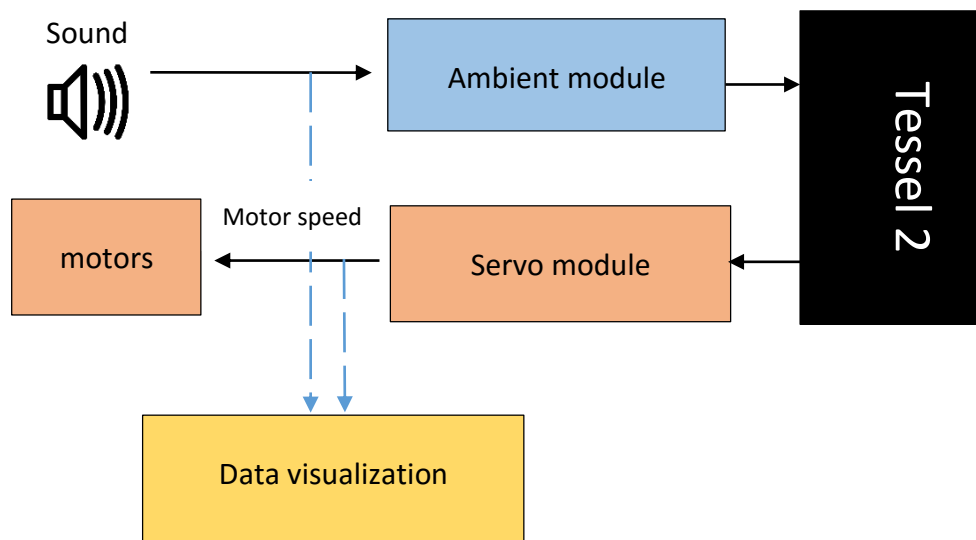 Sound
Ambient module
Tessel 2
Motor speed
motors
Servo module
Data visualization